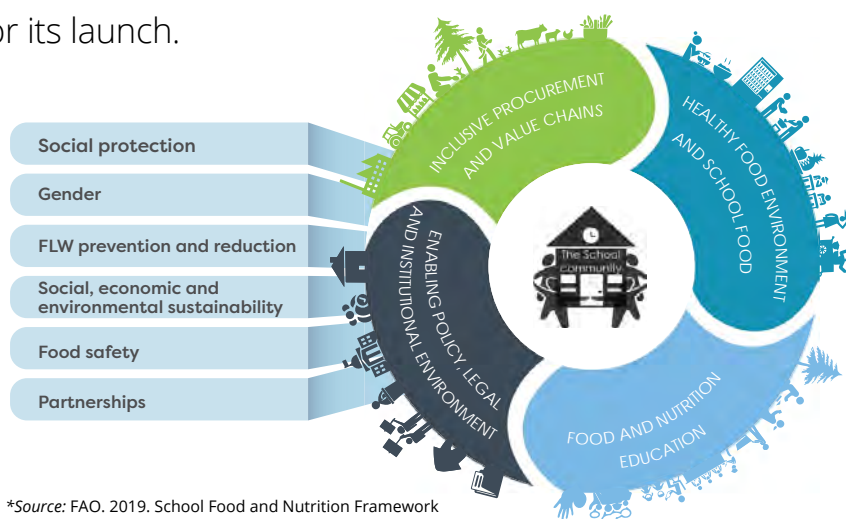 or its launch.
Social protection
Gender
FLW prevention and reduction
Social, economic and
environmental sustainability
Food safety
Partnerships
INCLUSIVE PROCUREMENT
AND VALUE CHAINS
HEALTHY FOOD ENVIRONMENT
AND SCHOOL FOOD
ENABLING POLICY, LEGAL
AND INSTITUTIONAL ENVIRONMENT
The School
community
FOOD AND NUTRITION
EDUCATION
*Source: FAO. 2019. School Food and Nutrition Framework